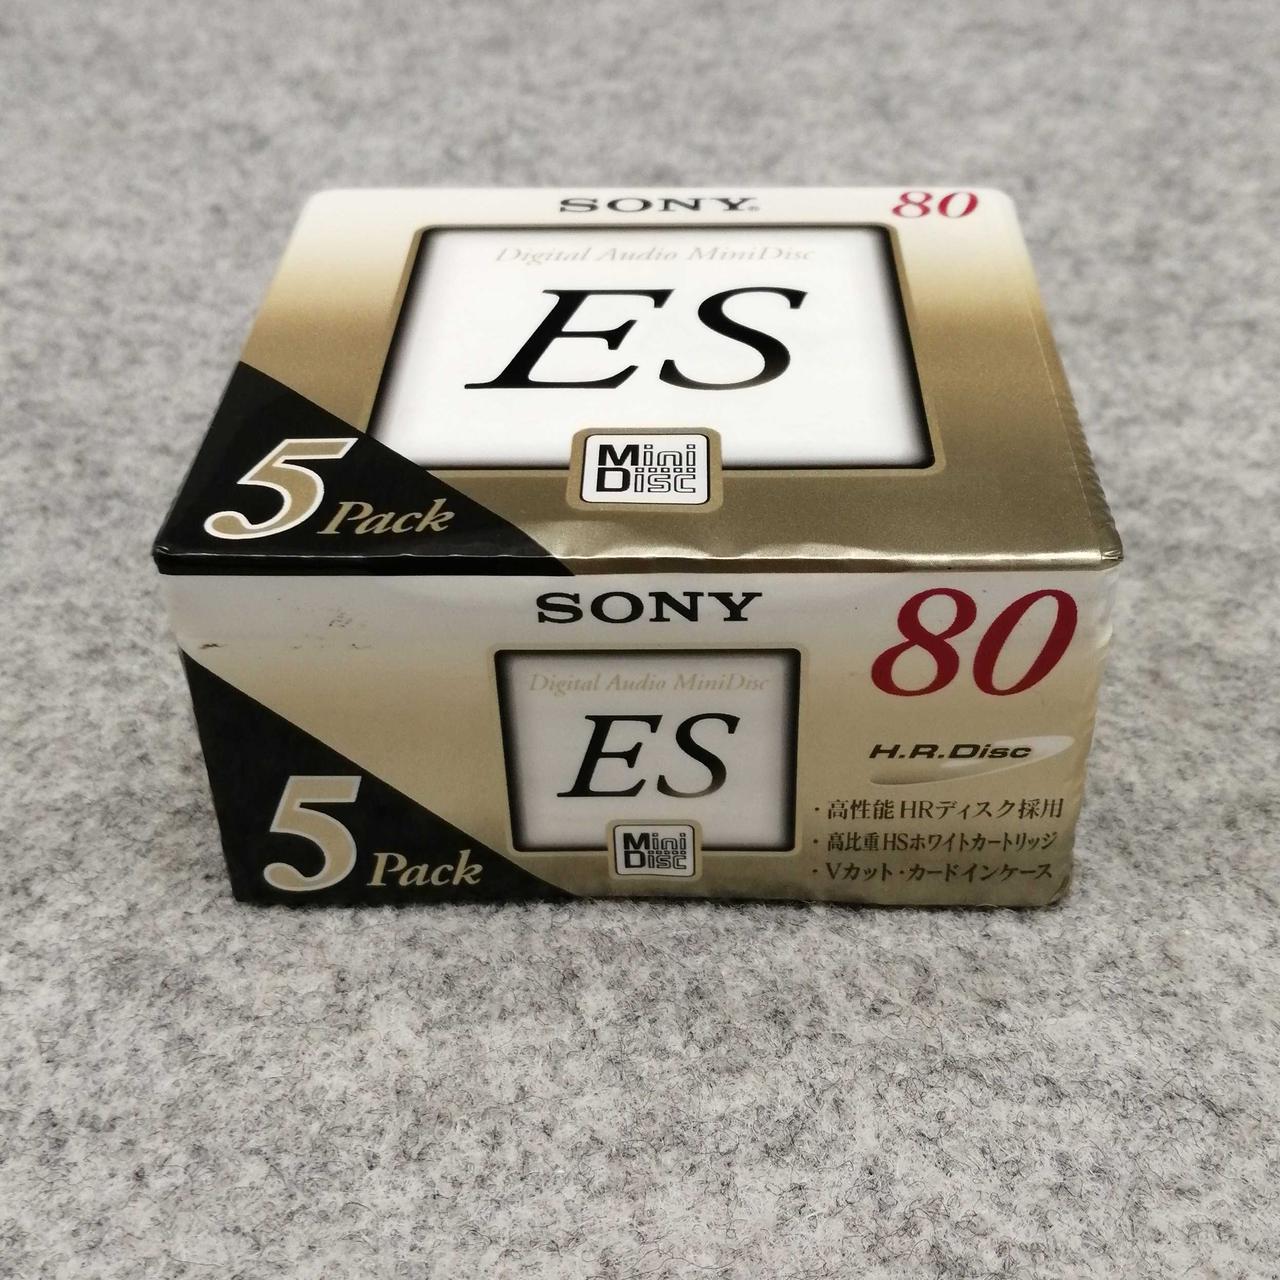 SONY®
80
Digital Audio MiniDisc
ES
Mini
Disc
5 Pack
SONY
80
Digital Audio MiniDisc
ES
Mini
Disc
5 Pack
H.R.Disc
・高性能HRディスク採用
・高比重HSホワイトカートリッジ
・Vカット・カードインケース